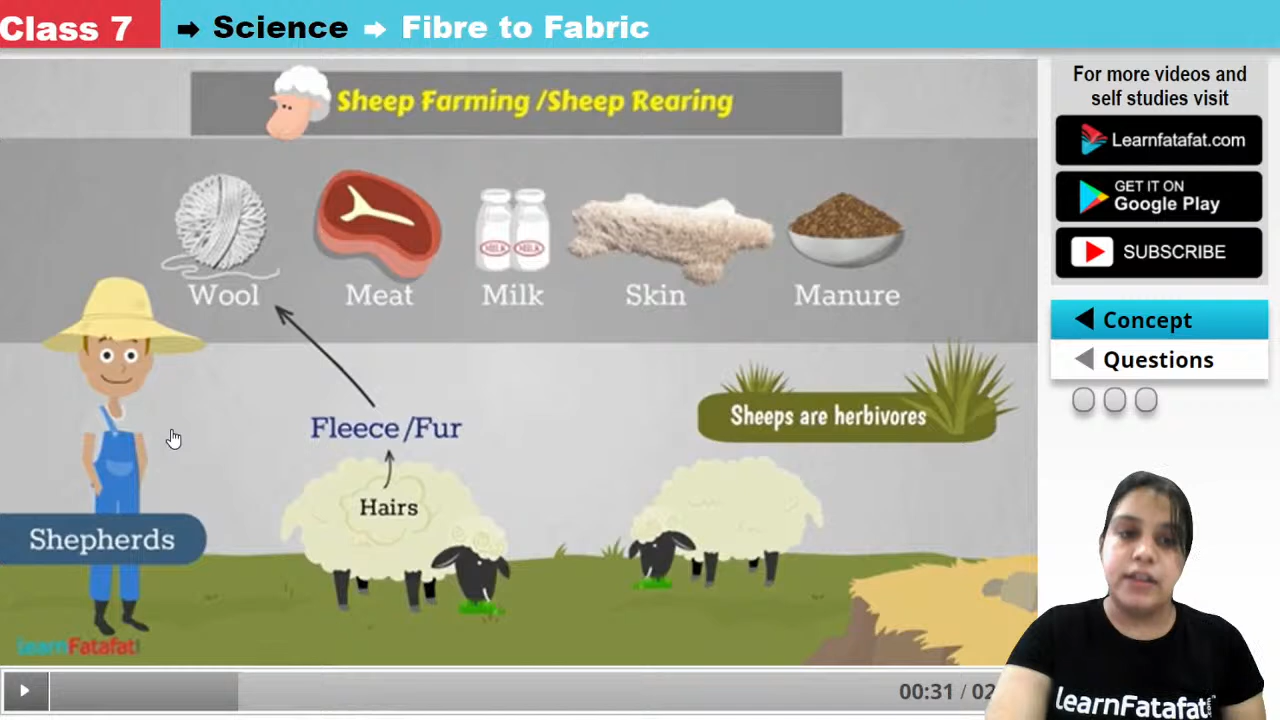 Class 7
Science
Fibre to Fabric
Sheep Farming /Sheep Rearing
Wool
Meat
Milk
Skin
Manure
MILK
MILK
Fleece/Fur
Hairs
Sheeps are herbivores
Shepherds
LearnFatafat
00:31 / 02
For more videos and
self studies visit
Learnfatafat.com
GET IT ON
Google Play
SUBSCRIBE
Concept
Questions
LearnFatafat